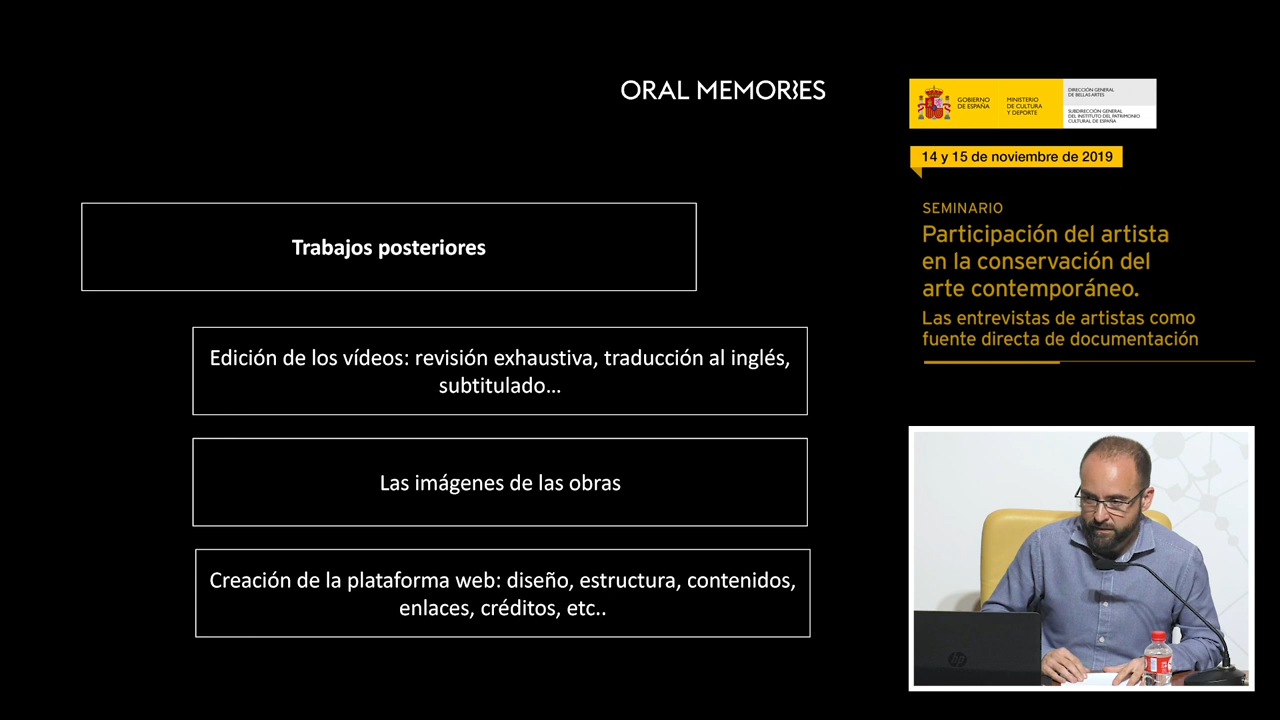 ORAL MEMORIES
GOBIERNO
DE ESPAÑA
MINISTERIO
DE CULTURA
Y DEPORTE
DIRECCIÓN GENERAL
DE BELLAS ARTES
SUBDIRECCIÓN GENERAL
DEL INSTITUTO DEL PATRIMONIO
CULTURAL DE ESPAÑA
14 y 15 de noviembre de 2019
SEMINARIO
Participación del artista
en la conservación del
arte contemporáneo.
Las entrevistas de artistas como
fuente directa de documentación
Trabajos posteriores
Edición de los vídeos: revisión exhaustiva, traducción al inglés,
subtitulado...
Las imágenes de las obras
Creación de la plataforma web: diseño, estructura, contenidos,
enlaces, créditos, etc..
hp